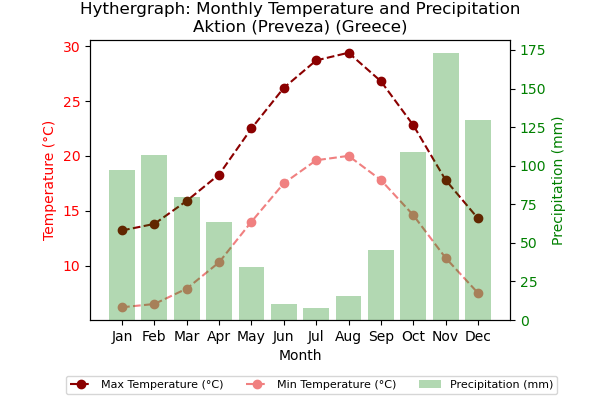 Hythergraph: Monthly Temperature and Precipitation
Aktion (Preveza) (Greece)
Temperature (°C)
30
25
20
15
10
Precipitation (mm)
175
150
125
100
75
50
25
0
Jan Feb Mar Apr May Jun Jul Aug Sep Oct Nov Dec
Month
Max Temperature (°C) Min Temperature (°C) Precipitation (mm)